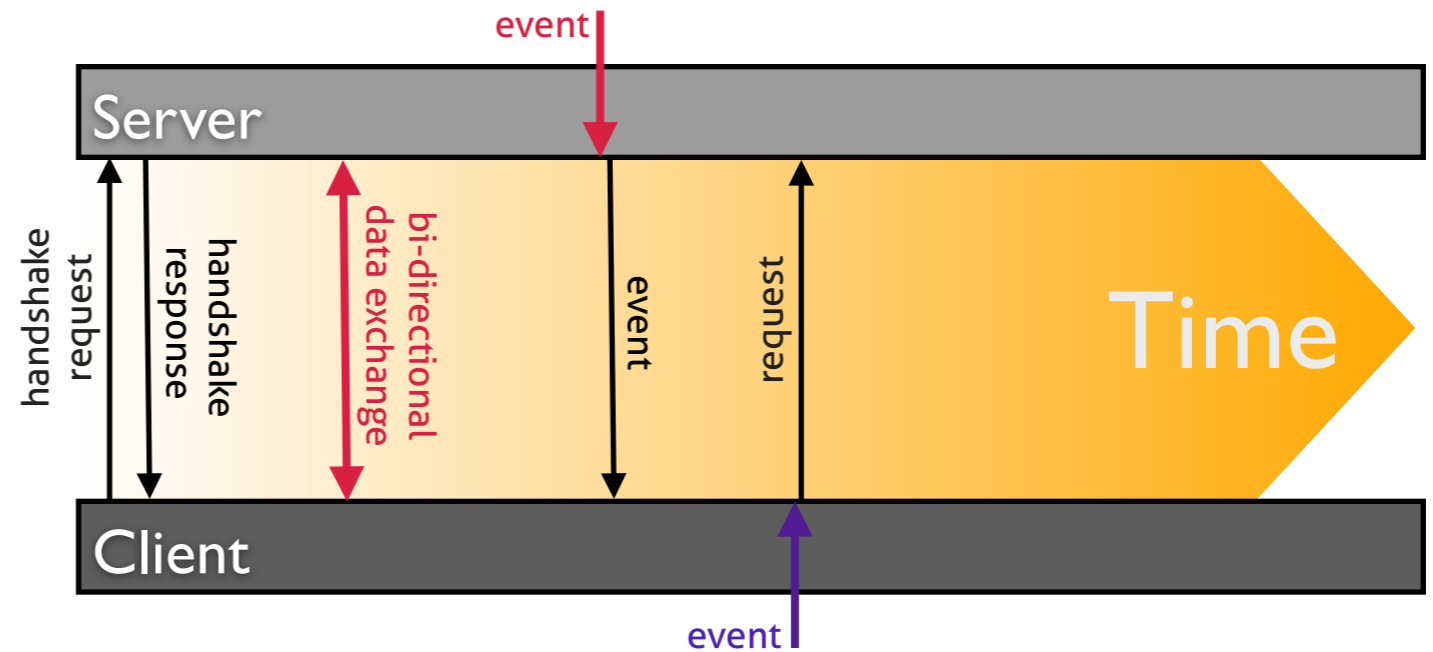 event
Server
handshake
request
handshake
response
bi-directional
data exchange
event
request
Time
Client
event